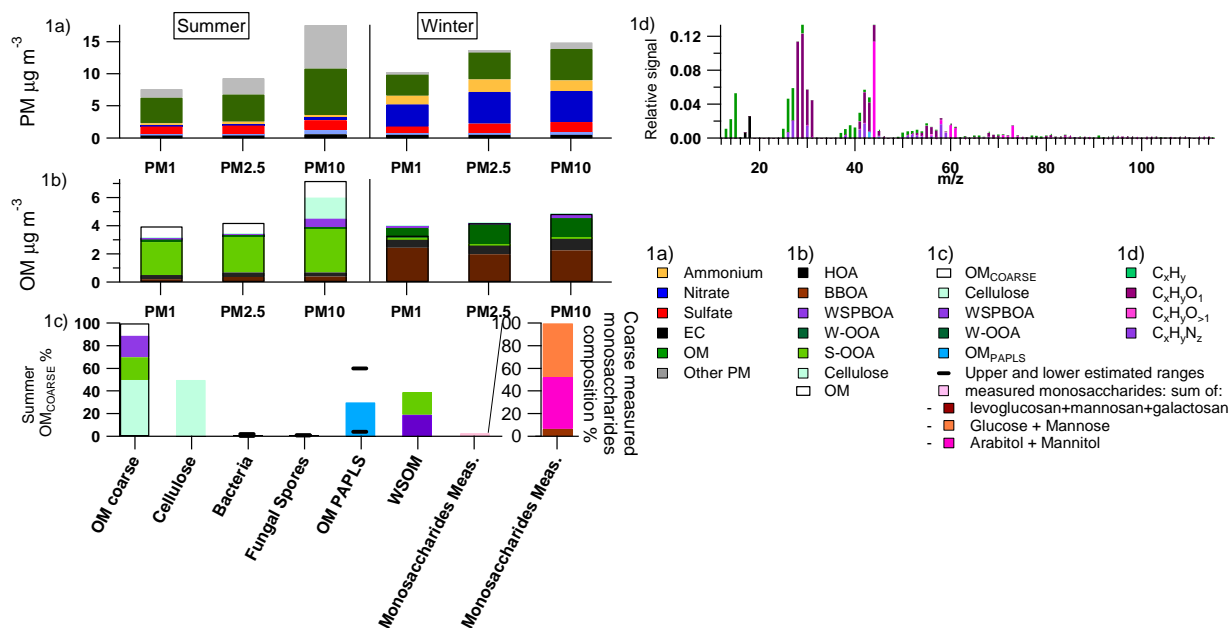 1a)
Summer
Winter
PM µg m-3
15
10
5
0
PM1
PM2.5
PM10
PM1
PM2.5
PM10
1b)
OM µg m-3
6
4
2
0
PM1
PM2.5
PM10
PM1
PM2.5
PM10
1c)
Summer
OMCOARSE %
100
80
60
40
20
0
100
80
60
40
20
0
Coarse measured
monosaccharides
composition %
OM coarse
Cellulose
Bacteria
Fungal Spores
OM PAPLS
WSOM
Monosaccharides Meas.
Monosaccharides Meas.
1d)
Relative signal
0.12
0.08
0.04
0.00
20
40
60
80
100
m/z
1a)
Ammonium
Nitrate
Sulfate
EC
OM
Other PM
1b)
HOA
BBOA
WSPBOA
W-OOA
S-OOA
Cellulose
OM
1c)
OMCOARSE
Cellulose
WSPBOA
W-OOA
OMPAPLS
Upper and lower estimated ranges
measured monosaccharides: sum of:
- levoglucosan+mannosan+galactosan
- Glucose + Mannose
- Arabitol + Mannitol
1d)
CxHy
CxHyO1
CxHyO>1
CxHyNz